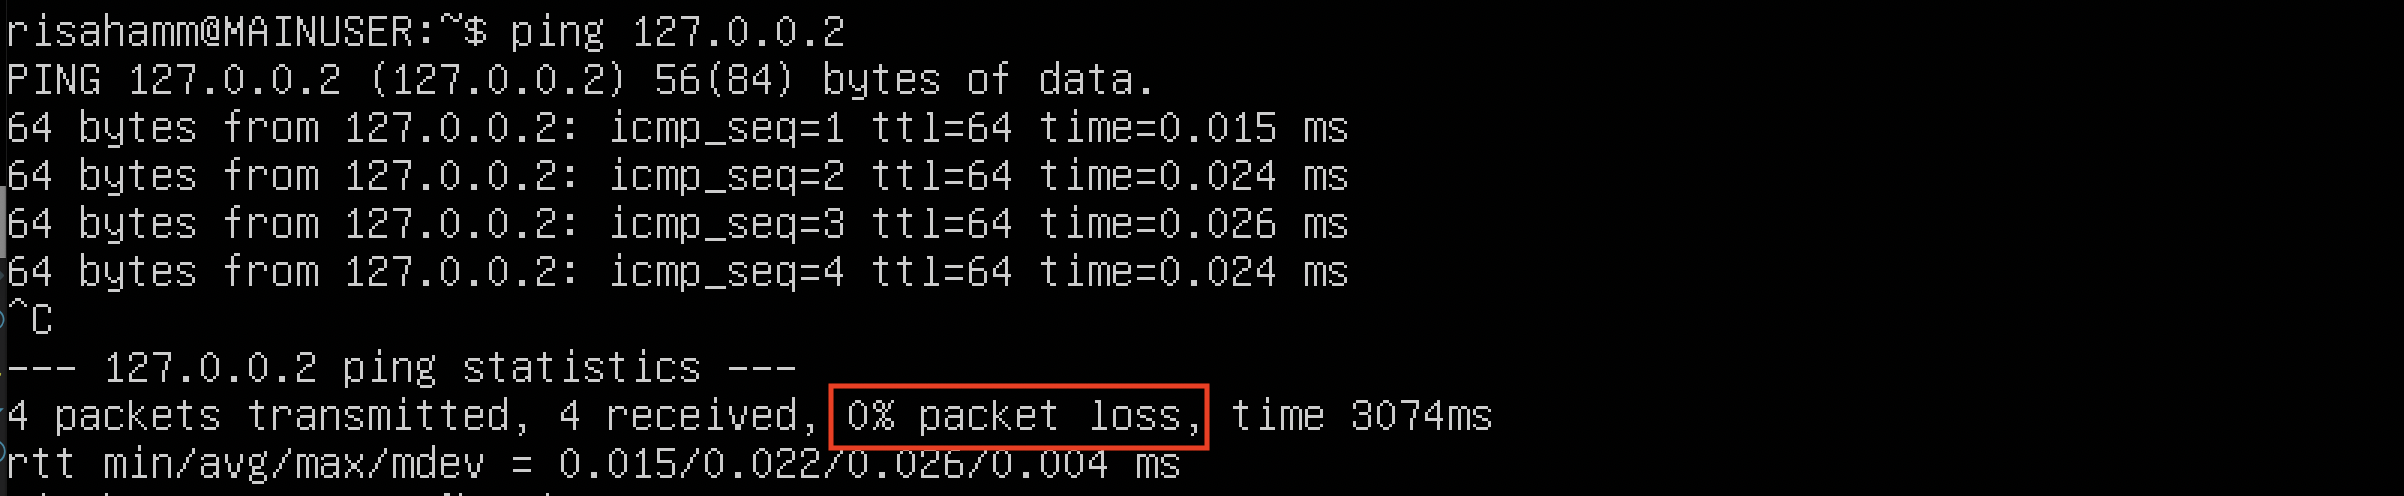 risahamm@MAINUSER:~$ ping 127.0.0.2
PING 127.0.0.2 (127.0.0.2) 56(84) bytes of data.
64 bytes from 127.0.0.2: icmp_seq=1 ttl=64 time=0.015 ms
64 bytes from 127.0.0.2: icmp_seq=2 ttl=64 time=0.024 ms
64 bytes from 127.0.0.2: icmp_seq=3 ttl=64 time=0.026 ms
64 bytes from 127.0.0.2: icmp_seq=4 ttl=64 time=0.024 ms
^C
--- 127.0.0.2 ping statistics ---
4 packets transmitted, 4 received, 0% packet loss, time 3074ms
rtt min/avg/max/mdev = 0.015/0.022/0.026/0.004 ms